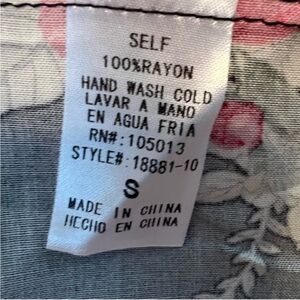 SELF
100%RAYON
HAND WASH COLD
LAVAR A MANO
EN AGUA FRIA
RN#:105013
STYLE#:18881-10
S
MADE IN CHINA
HECHO EN CHINA